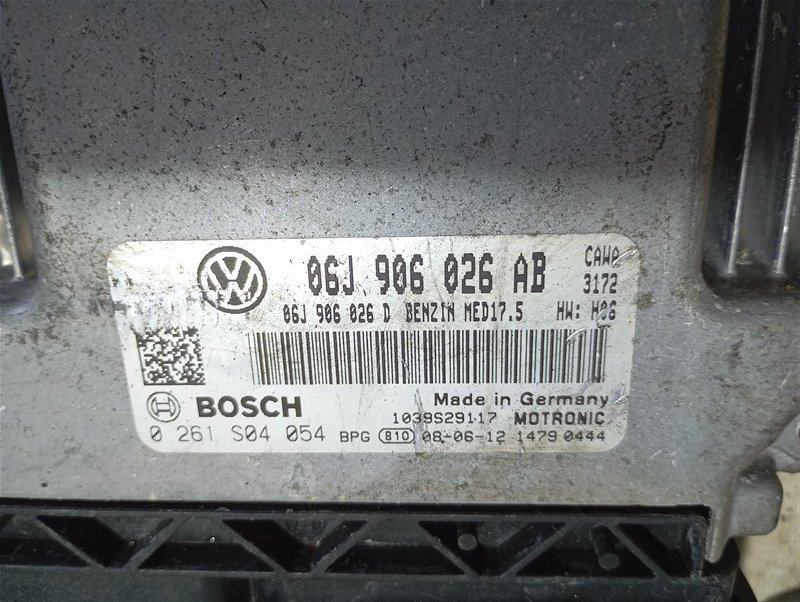 06J 906 026 AB CAWA
3172
06J 906 026 D BENZIN MED17.5 HW: H06
Made in Germany
BOSCH 1039S29117 MOTRONIC
0 261 S04 054 BPG 810 08-06-12 1479 0444